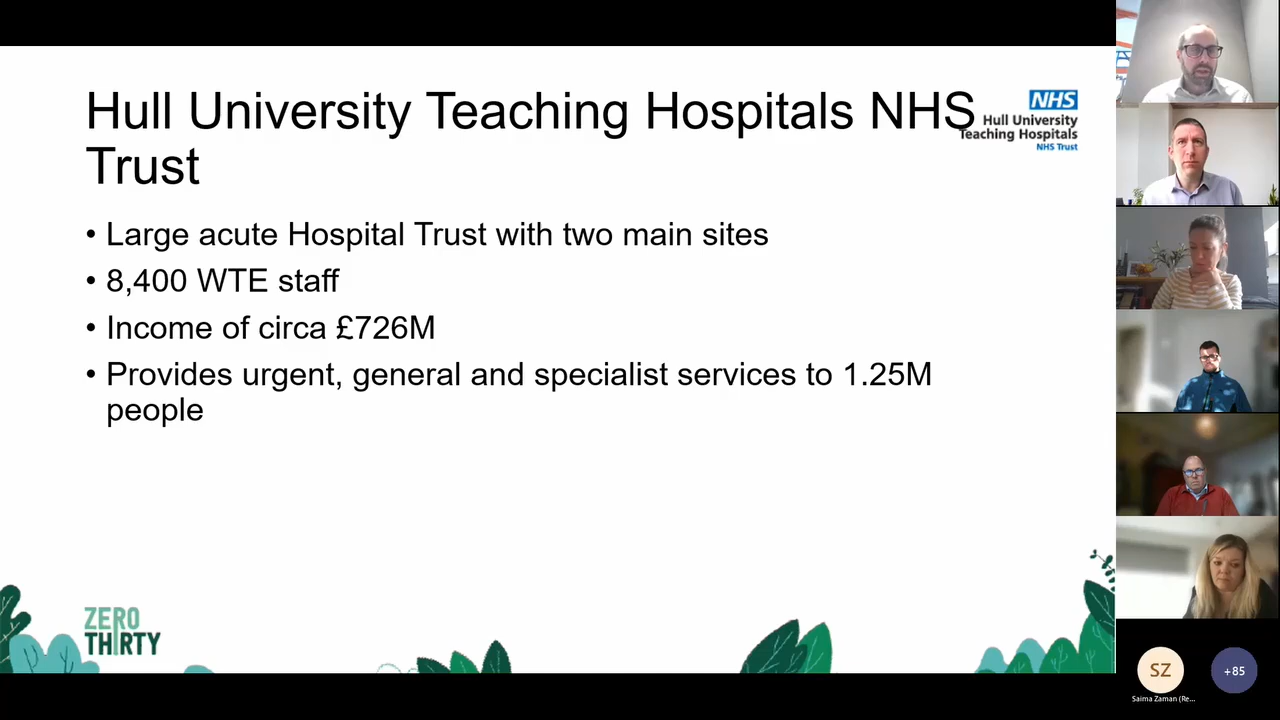 Hull University Teaching Hospitals NHS
Trust
NHS
Hull University
Teaching Hospitals
NHS Trust
• Large acute Hospital Trust with two main sites
• 8,400 WTE staff
• Income of circa £726M
• Provides urgent, general and specialist services to 1.25M
people
ZERO
THIRTY
SZ
+85
Saima Zaman (Re...